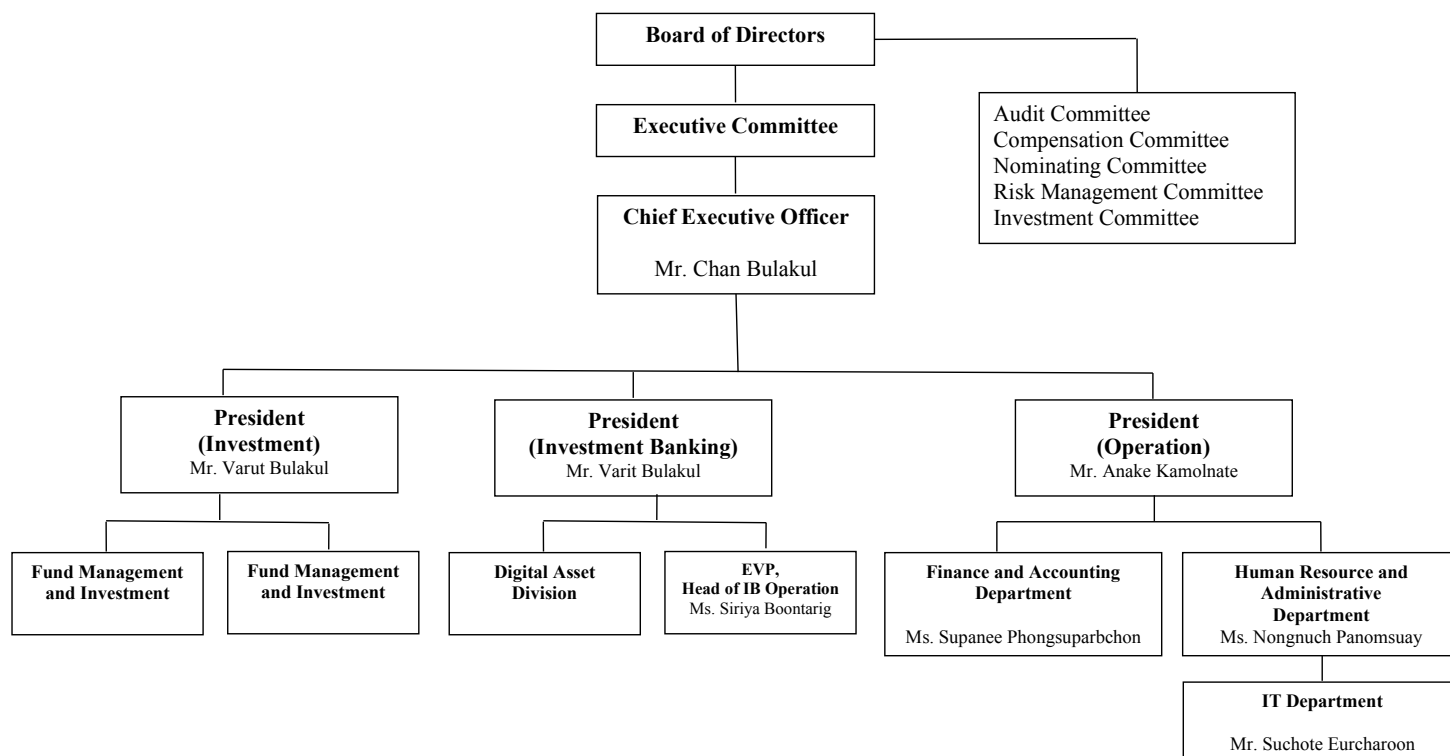 Board of Directors
Audit Committee
Compensation Committee
Nominating Committee
Risk Management Committee
Investment Committee
Executive Committee
Chief Executive Officer
Mr. Chan Bulakul
President
(Investment)
Mr. Varut Bulakul
President
(Investment Banking)
Mr. Varit Bulakul
President
(Operation)
Mr. Anake Kamolnate
Fund Management
and Investment
Fund Management
and Investment
Digital Asset
Division
EVP,
Head of IB Operation
Ms. Siriya Boontarig
Finance and Accounting
Department
Ms. Supanee Phongsuparbchon
Human Resource and
Administrative
Department
Ms. Nongnuch Panomsuay
IT Department
Mr. Suchote Eurcharoon